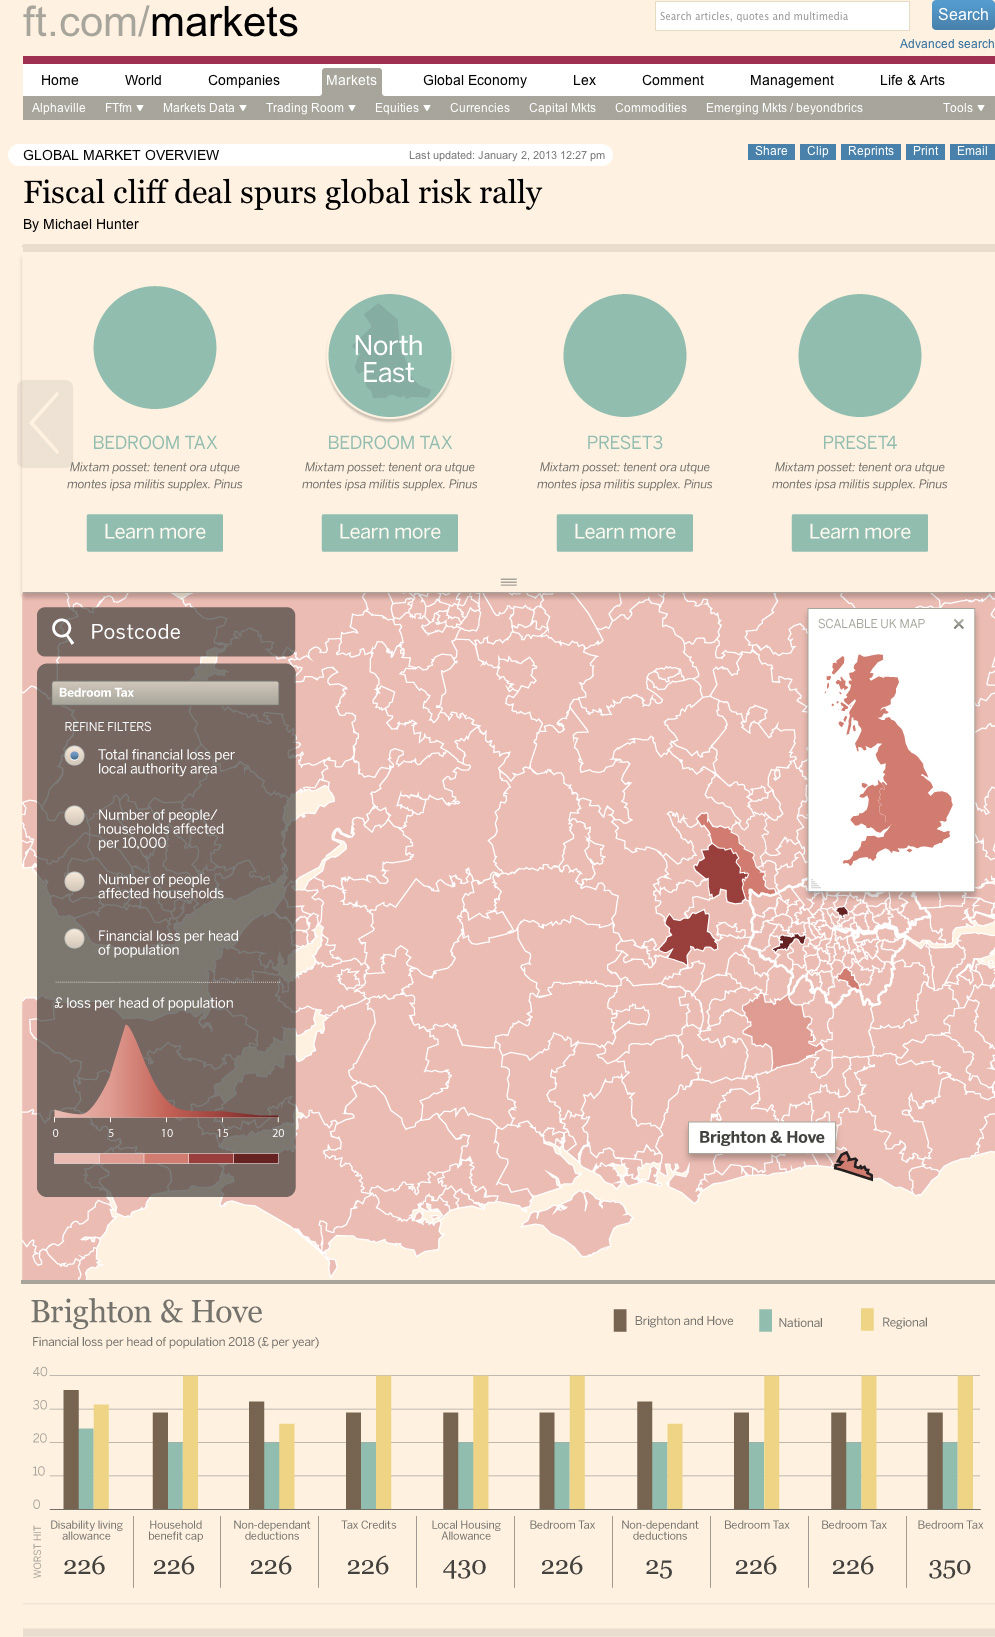 ft.com/markets
Search articles, quotes and multimedia
Search
Advanced search
Home World Companies Markets Global Economy Lex Comment Management Life & Arts
Alphaville FTfm Markets Data Trading Room Equities Currencies Capital Mkts Commodities Emerging Mkts / beyondbrics Tools
GLOBAL MARKET OVERVIEW
Last updated: January 2, 2013 12:27 pm
Share Clip Reprints Print Email
Fiscal cliff deal spurs global risk rally
By Michael Hunter
BEDROOM TAX
Mixtam posset: tenent ora utque
montes ipsa militis supplex. Pinus
Learn more
North
East
BEDROOM TAX
Mixtam posset: tenent ora utque
montes ipsa militis supplex. Pinus
Learn more
PRESET3
Mixtam posset: tenent ora utque
montes ipsa militis supplex. Pinus
Learn more
PRESET4
Mixtam posset: tenent ora utque
montes ipsa militis supplex. Pinus
Learn more
Postcode
Bedroom Tax
REFINE FILTERS
Total financial loss per
local authority area
Number of people/
households affected
per 10,000
Number of people
affected households
Financial loss per head
of population
£ loss per head of population
0 5 10 15 20
SCALABLE UK MAP
Brighton & Hove
Brighton & Hove
Financial loss per head of population 2018 (£ per year)
Brighton and Hove National Regional
40
30
20
10
0
WORST HIT
Disability living
allowance
226
Household
benefit cap
226
Non-dependant
deductions
226
Tax Credits
226
Local Housing
Allowance
430
Bedroom Tax
226
Non-dependant
deductions
25
Bedroom Tax
226
Bedroom Tax
226
Bedroom Tax
350